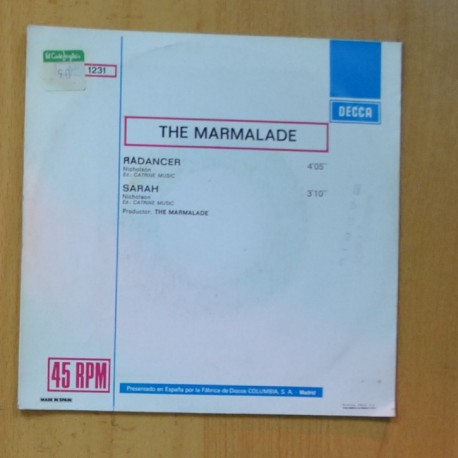 El Corte Inglés
1231
DECCA
THE MARMALADE
RADANCER 4'05"
Nicholson
Ed.: CATRINE MUSIC
SARAH 3'10"
Nicholson
Ed.: CATRINE MUSIC
Productor: THE MARMALADE
45 RPM
MADE IN SPAIN
Presentado en España por la Fábrica de Discos COLUMBIA, S. A. Madrid